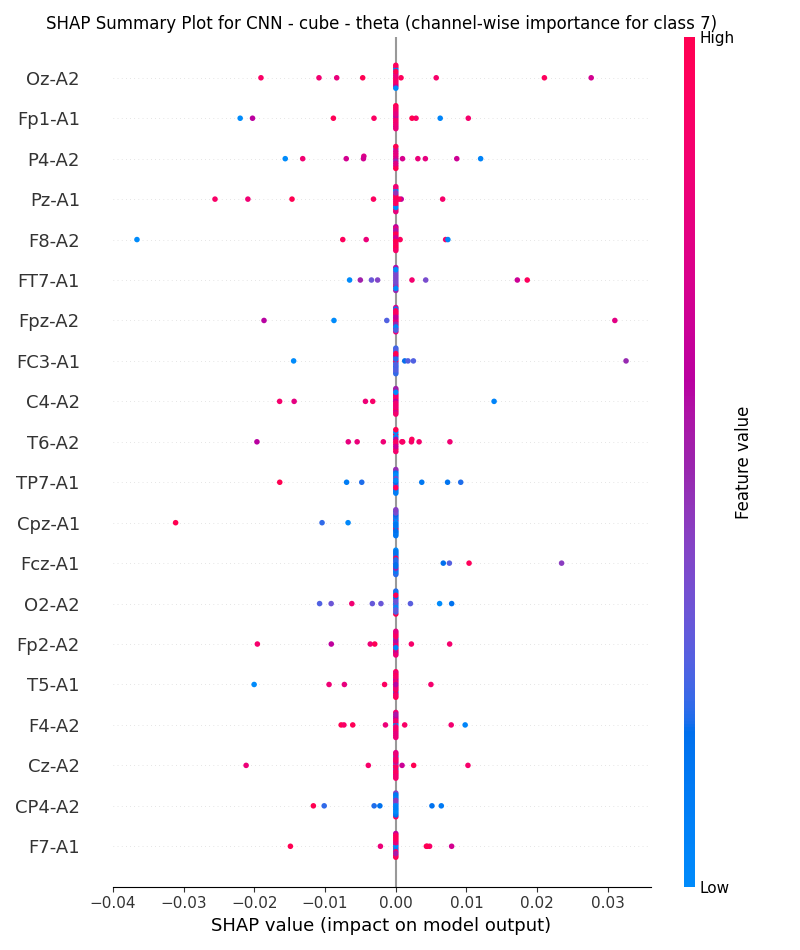 SHAP Summary Plot for CNN - cube - theta (channel-wise importance for class 7)
High
Oz-A2
Fp1-A1
P4-A2
Pz-A1
F8-A2
FT7-A1
Fpz-A2
FC3-A1
C4-A2
T6-A2
TP7-A1
Cpz-A1
Fcz-A1
O2-A2
Fp2-A2
T5-A1
F4-A2
Cz-A2
CP4-A2
F7-A1
Feature value
Low
−0.04 −0.03 −0.02 −0.01 0.00 0.01 0.02 0.03
SHAP value (impact on model output)